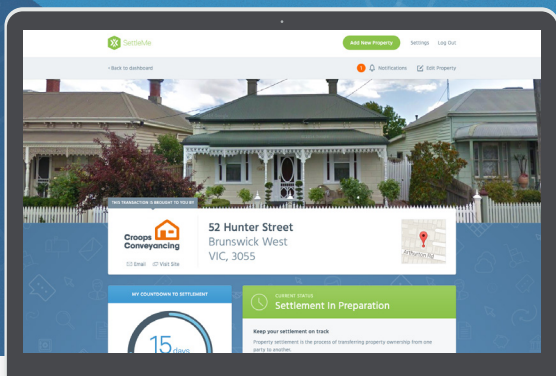 SettleMe
Add New Property Settings Log Out
‹ Back to dashboard
1 Notifications Edit Property
THIS TRANSACTION IS BROUGHT TO YOU BY
Croops
Conveyancing
Email Visit Site
52 Hunter Street
Brunswick West
VIC, 3055
Arthurton Rd
MY COUNTDOWN TO SETTLEMENT
15 days
CURRENT STATUS
Settlement In Preparation
Keep your settlement on track
Property settlement is the process of transferring property ownership from one
party to another.